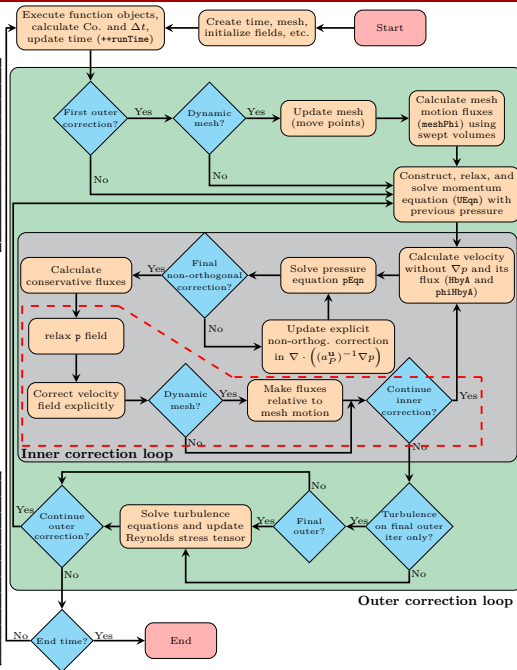 Execute function objects,
calculate Co. and Δt,
update time (++runTime)
Create time, mesh,
initialize fields, etc.
Start
First outer
correction?
Yes
No
Dynamic
mesh?
Yes
No
Update mesh
(move points)
Calculate mesh
motion fluxes
(meshPhi) using
swept volumes
Construct, relax, and
solve momentum
equation (UEqn) with
previous pressure
Calculate
conservative fluxes
Yes
Final
non-orthogonal
correction?
No
Solve pressure
equation pEqn
Calculate velocity
without ∇p and its
flux (HbyA and
phiHbyA)
Update explicit
non-orthog. correction
in ∇ · ((a_P^u)^{-1} ∇p)
relax p field
Correct velocity
field explicitly
Dynamic
mesh?
Yes
No
Make fluxes
relative to
mesh motion
Continue
inner
correction?
Yes
No
Inner correction loop
Continue
outer
correction?
Yes
No
Solve turbulence
equations and update
Reynolds stress tensor
Yes
Final
outer?
No
Yes
Turbulence
on final outer
iter only?
No
Outer correction loop
No
End time?
Yes
End